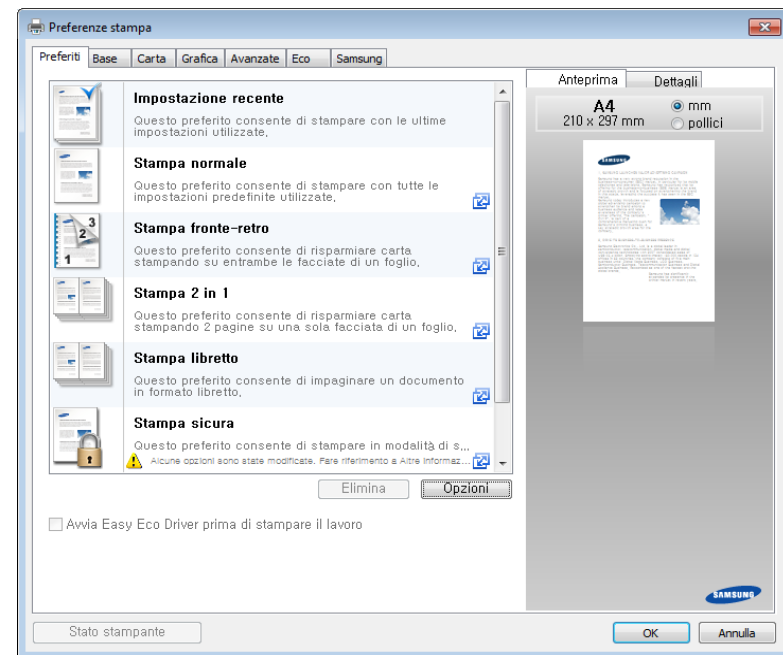 Preferenze stampa
Preferiti Base Carta Grafica Avanzate Eco Samsung
Impostazione recente
Questo preferito consente di stampare con le ultime
impostazioni utilizzate,
Stampa normale
Questo preferito consente di stampare con tutte le
impostazioni predefinite utilizzate,
Stampa fronte-retro
Questo preferito consente di risparmiare carta
stampando su entrambe le facciate di un foglio,
Stampa 2 in 1
Questo preferito consente di risparmiare carta
stampando 2 pagine su una sola facciata di un foglio,
Stampa libretto
Questo preferito consente di impaginare un documento
in formato libretto,
Stampa sicura
Questo preferito consente di stampare in modalità di s,,,
Alcune opzioni sono state modificate. Fare riferimento a Altre Informaz...
Elimina Opzioni
Avvia Easy Eco Driver prima di stampare il lavoro
Anteprima Dettagli
A4
210 x 297 mm
mm
pollici
SAMSUNG
SAMSUNG
Stato stampante
OK Annulla
1
2
3